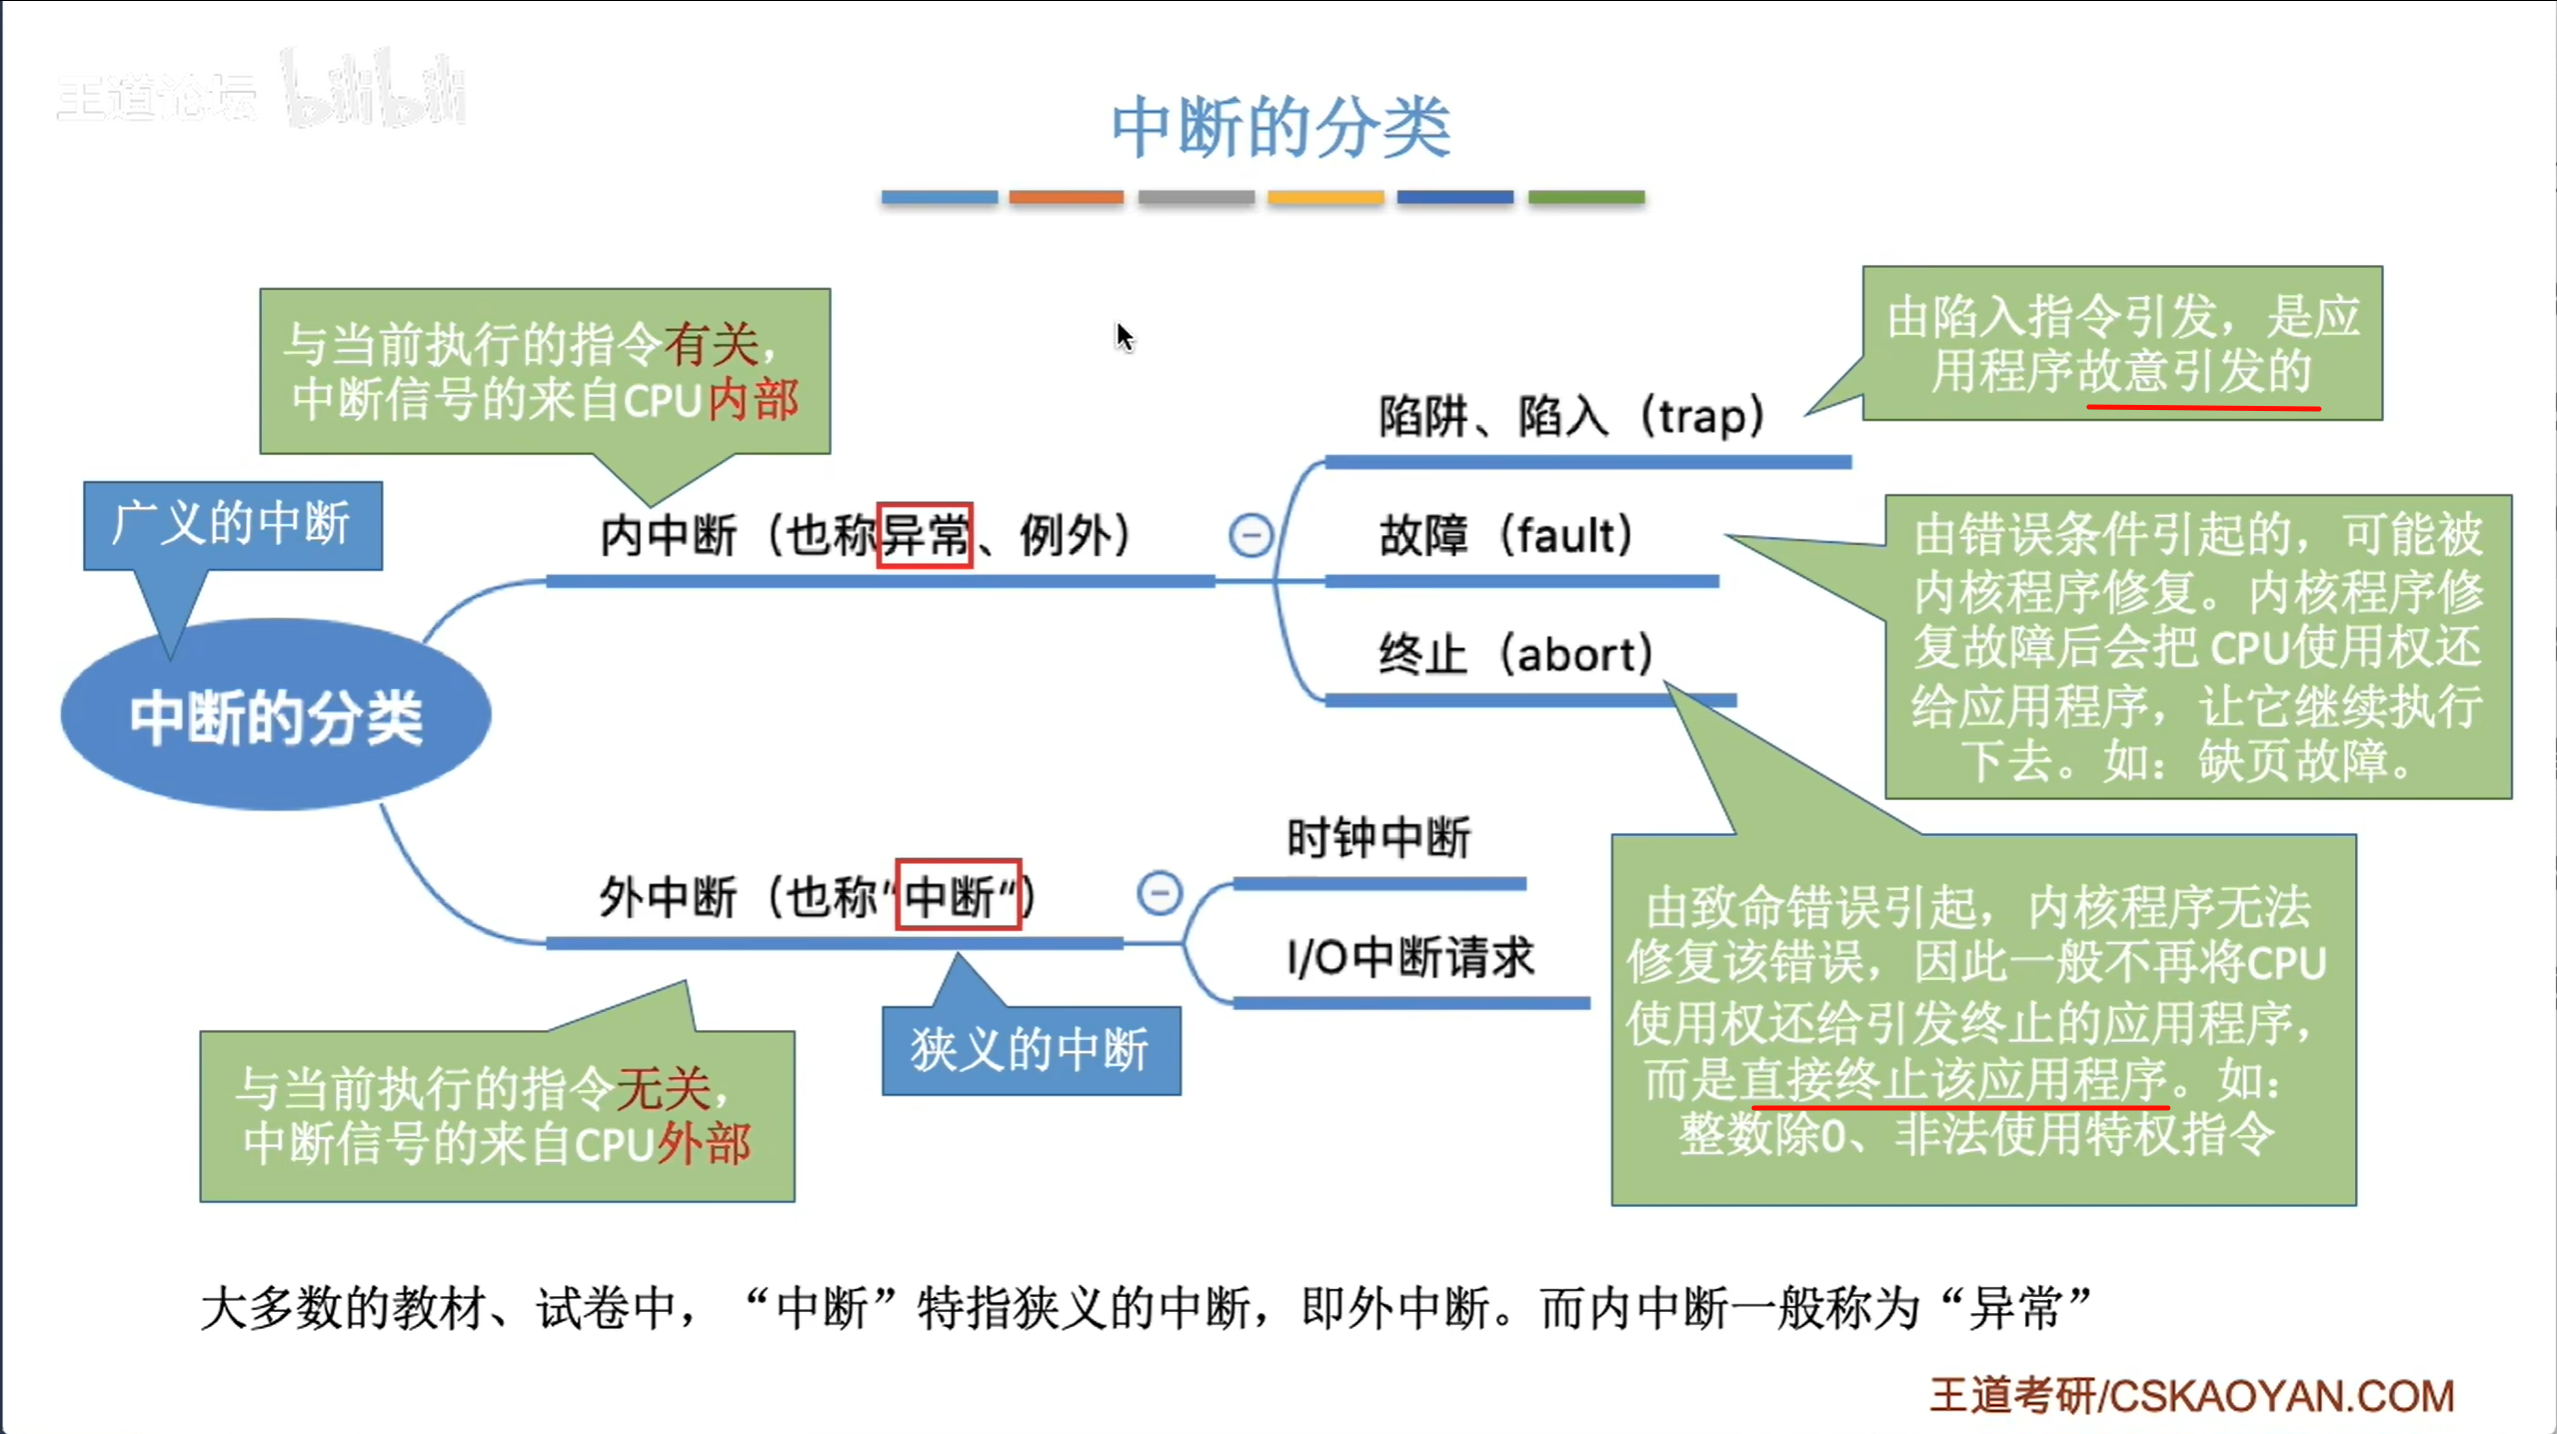 王道论坛 bilibili
中断的分类
与当前执行的指令有关，
中断信号的来自CPU内部
由陷入指令引发，是应
用程序故意引发的
广义的中断
中断的分类
内中断（也称异常、例外）
陷阱、陷入（trap）
故障（fault）
终止（abort）
由错误条件引起的，可能被
内核程序修复。内核程序修
复故障后会把 CPU使用权还
给应用程序，让它继续执行
下去。如：缺页故障。
外中断（也称“中断“）
时钟中断
I/O中断请求
狭义的中断
与当前执行的指令无关，
中断信号的来自CPU外部
由致命错误引起，内核程序无法
修复该错误，因此一般不再将CPU
使用权还给引发终止的应用程序，
而是直接终止该应用程序。如：
整数除0、非法使用特权指令
大多数的教材、试卷中，“中断”特指狭义的中断，即外中断。而内中断一般称为“异常”
王道考研/CSKAOYAN.COM